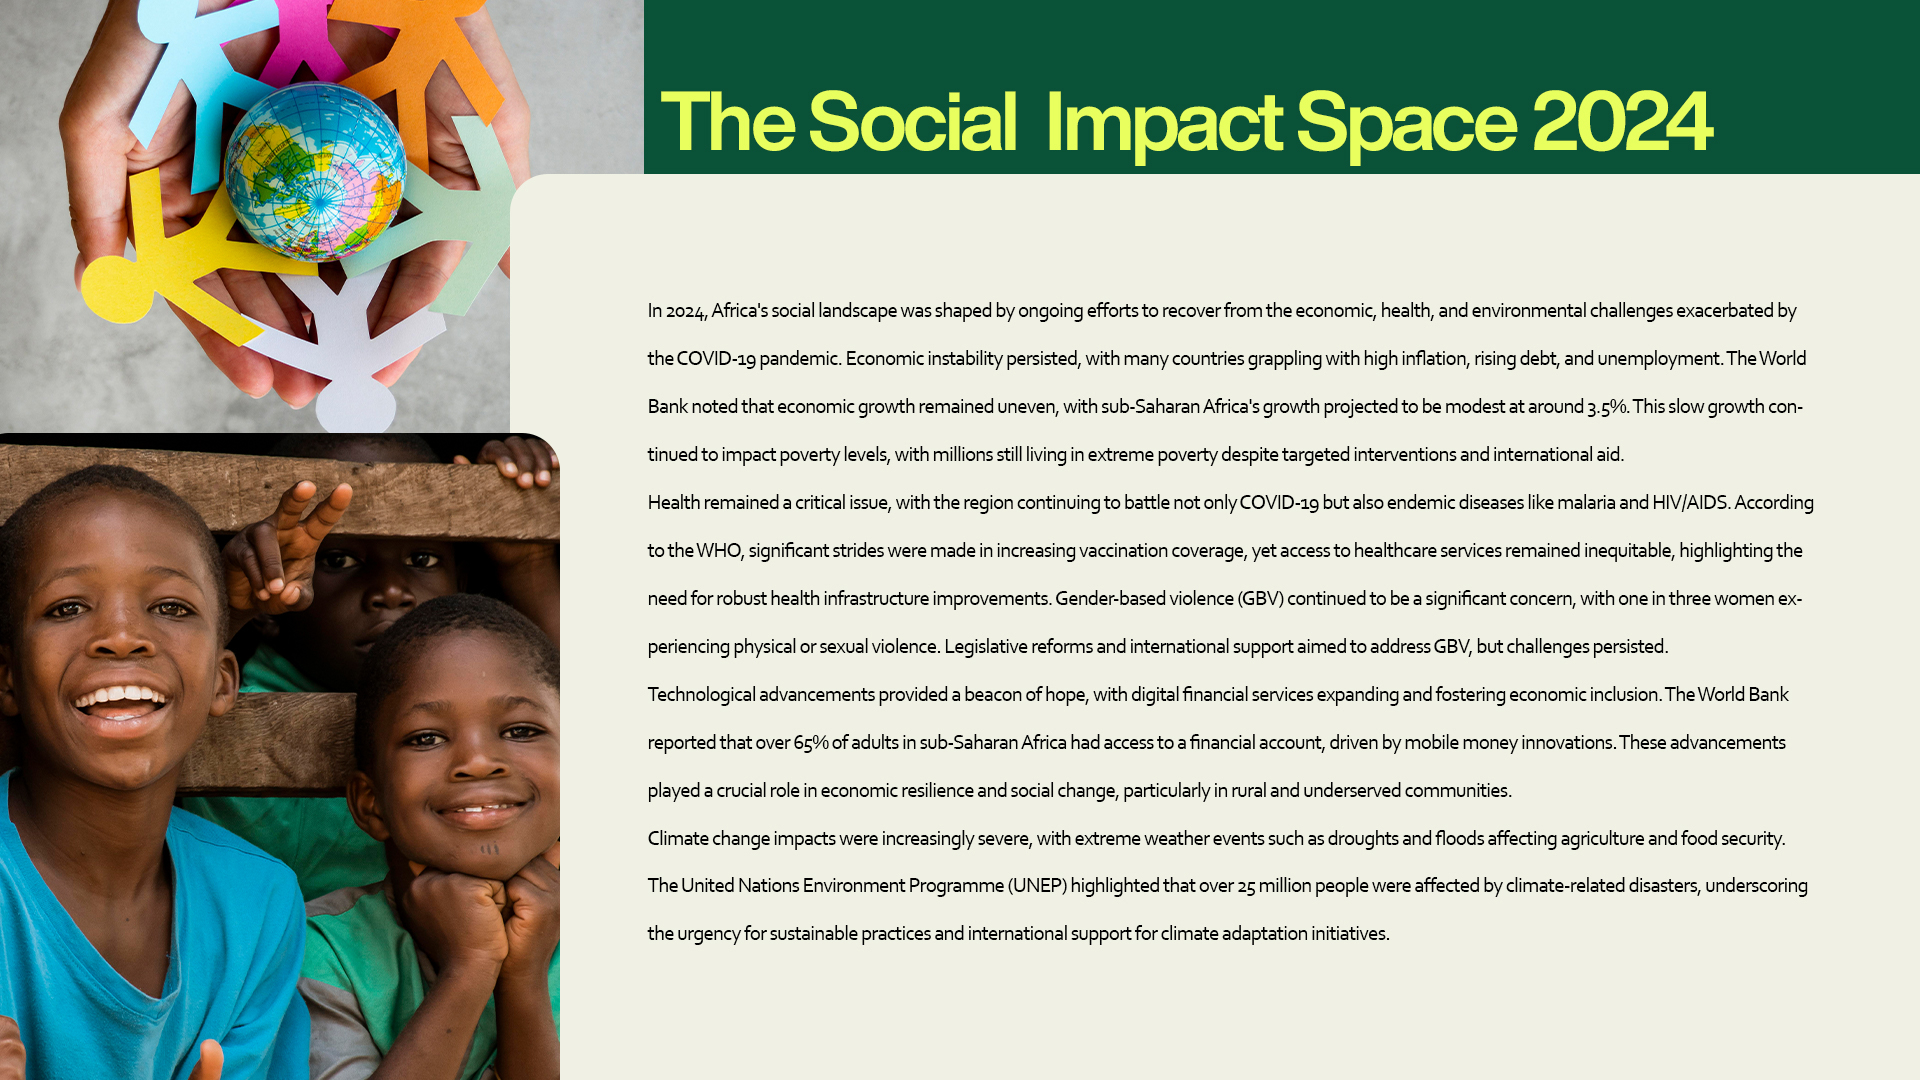 The Social Impact Space 2024
In 2024, Africa's social landscape was shaped by ongoing efforts to recover from the economic, health, and environmental challenges exacerbated by
the COVID-19 pandemic. Economic instability persisted, with many countries grappling with high inflation, rising debt, and unemployment. The World
Bank noted that economic growth remained uneven, with sub-Saharan Africa's growth projected to be modest at around 3.5%. This slow growth con-
tinued to impact poverty levels, with millions still living in extreme poverty despite targeted interventions and international aid.
Health remained a critical issue, with the region continuing to battle not only COVID-19 but also endemic diseases like malaria and HIV/AIDS. According
to the WHO, significant strides were made in increasing vaccination coverage, yet access to healthcare services remained inequitable, highlighting the
need for robust health infrastructure improvements. Gender-based violence (GBV) continued to be a significant concern, with one in three women ex-
periencing physical or sexual violence. Legislative reforms and international support aimed to address GBV, but challenges persisted.
Technological advancements provided a beacon of hope, with digital financial services expanding and fostering economic inclusion. The World Bank
reported that over 65% of adults in sub-Saharan Africa had access to a financial account, driven by mobile money innovations. These advancements
played a crucial role in economic resilience and social change, particularly in rural and underserved communities.
Climate change impacts were increasingly severe, with extreme weather events such as droughts and floods affecting agriculture and food security.
The United Nations Environment Programme (UNEP) highlighted that over 25 million people were affected by climate-related disasters, underscoring
the urgency for sustainable practices and international support for climate adaptation initiatives.